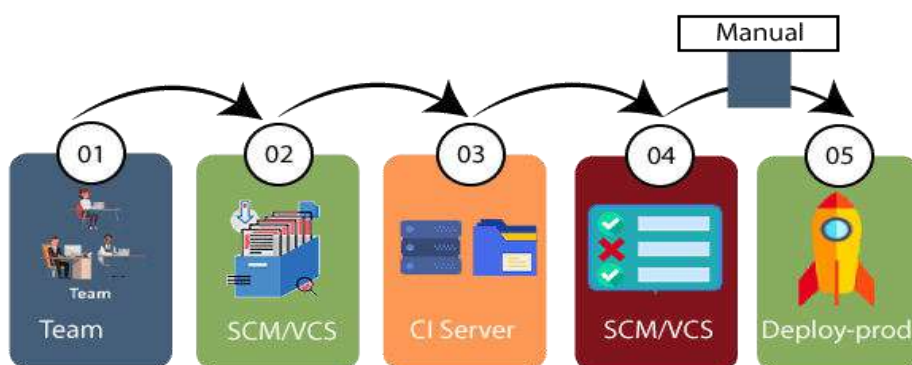 Manual
01
02
03
04
05
Team
Team
SCM/VCS
CI Server
SCM/VCS
Deploy-prod